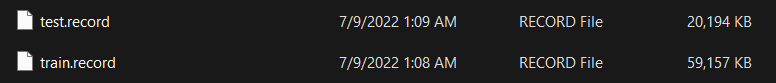 test.record 7/9/2022 1:09 AM RECORD File 20,194 KB
train.record 7/9/2022 1:08 AM RECORD File 59,157 KB